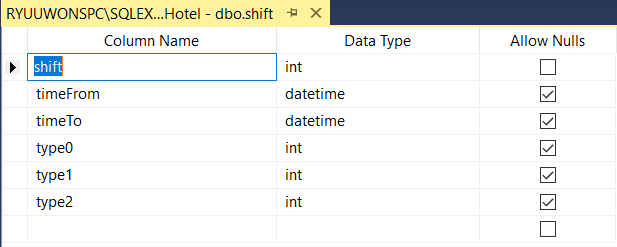 RYUUWONSPC\SQLEX...Hotel - dbo.shift
Column Name Data Type Allow Nulls
shift int
timeFrom datetime
timeTo datetime
type0 int
type1 int
type2 int